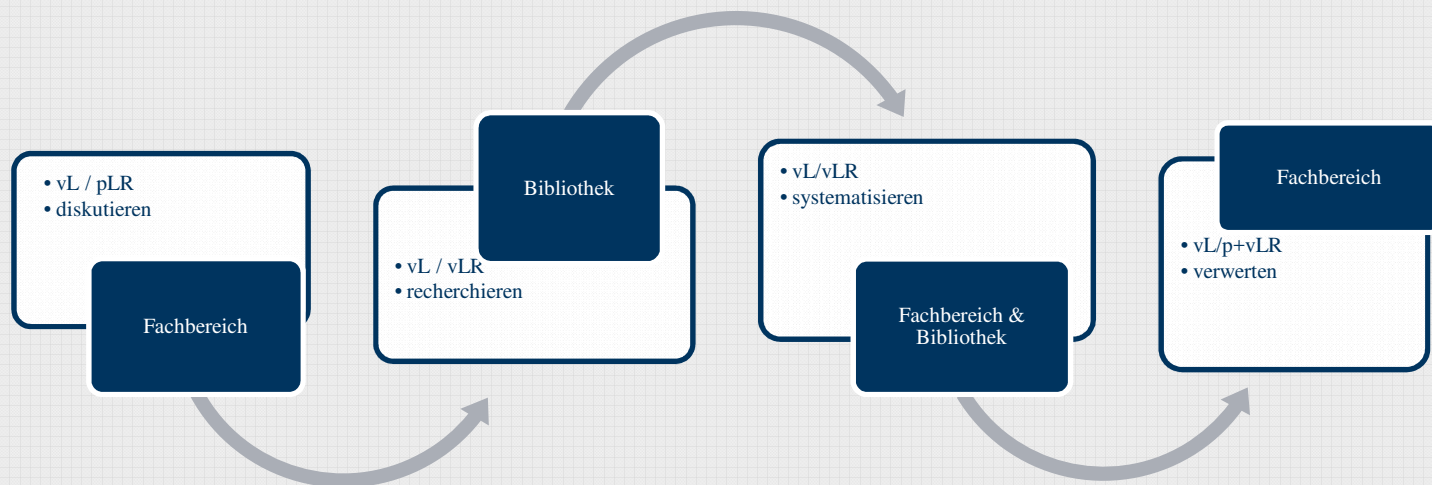 • vL / pLR
• diskutieren
Fachbereich
Bibliothek
• vL / vLR
• recherchieren
• vL/vLR
• systematisieren
Fachbereich &
Bibliothek
Fachbereich
• vL/p+vLR
• verwerten